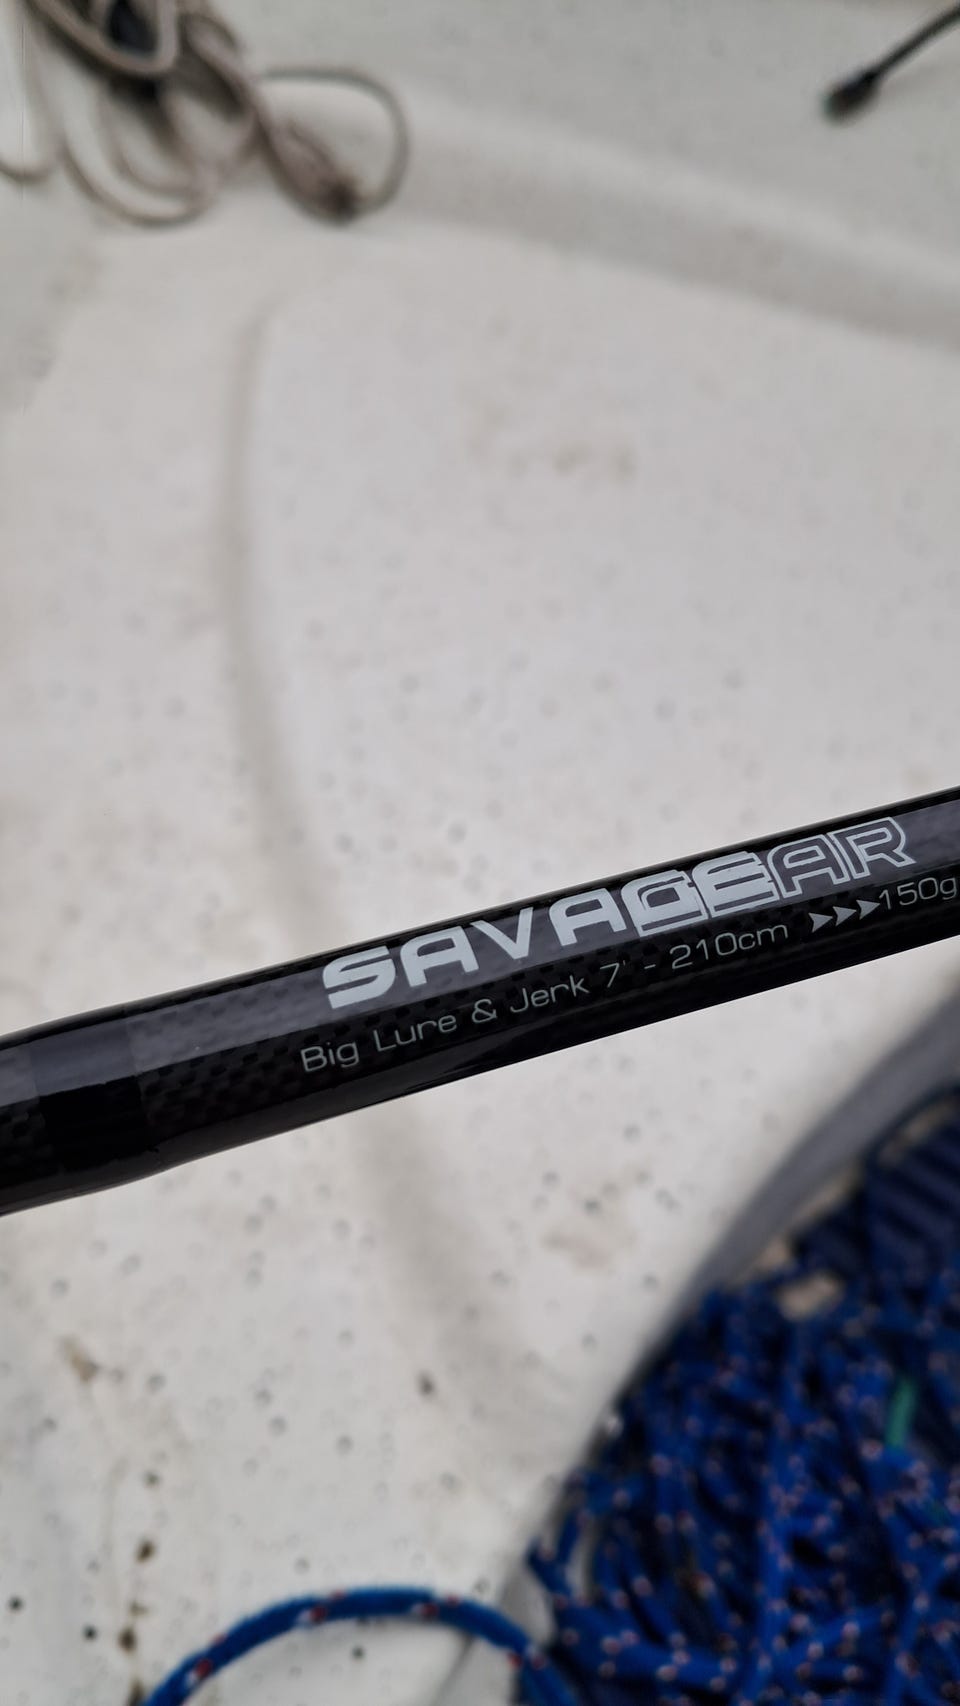 SAVAGEAR
Big Lure & Jerk 7' - 210cm ➤➤➤150g